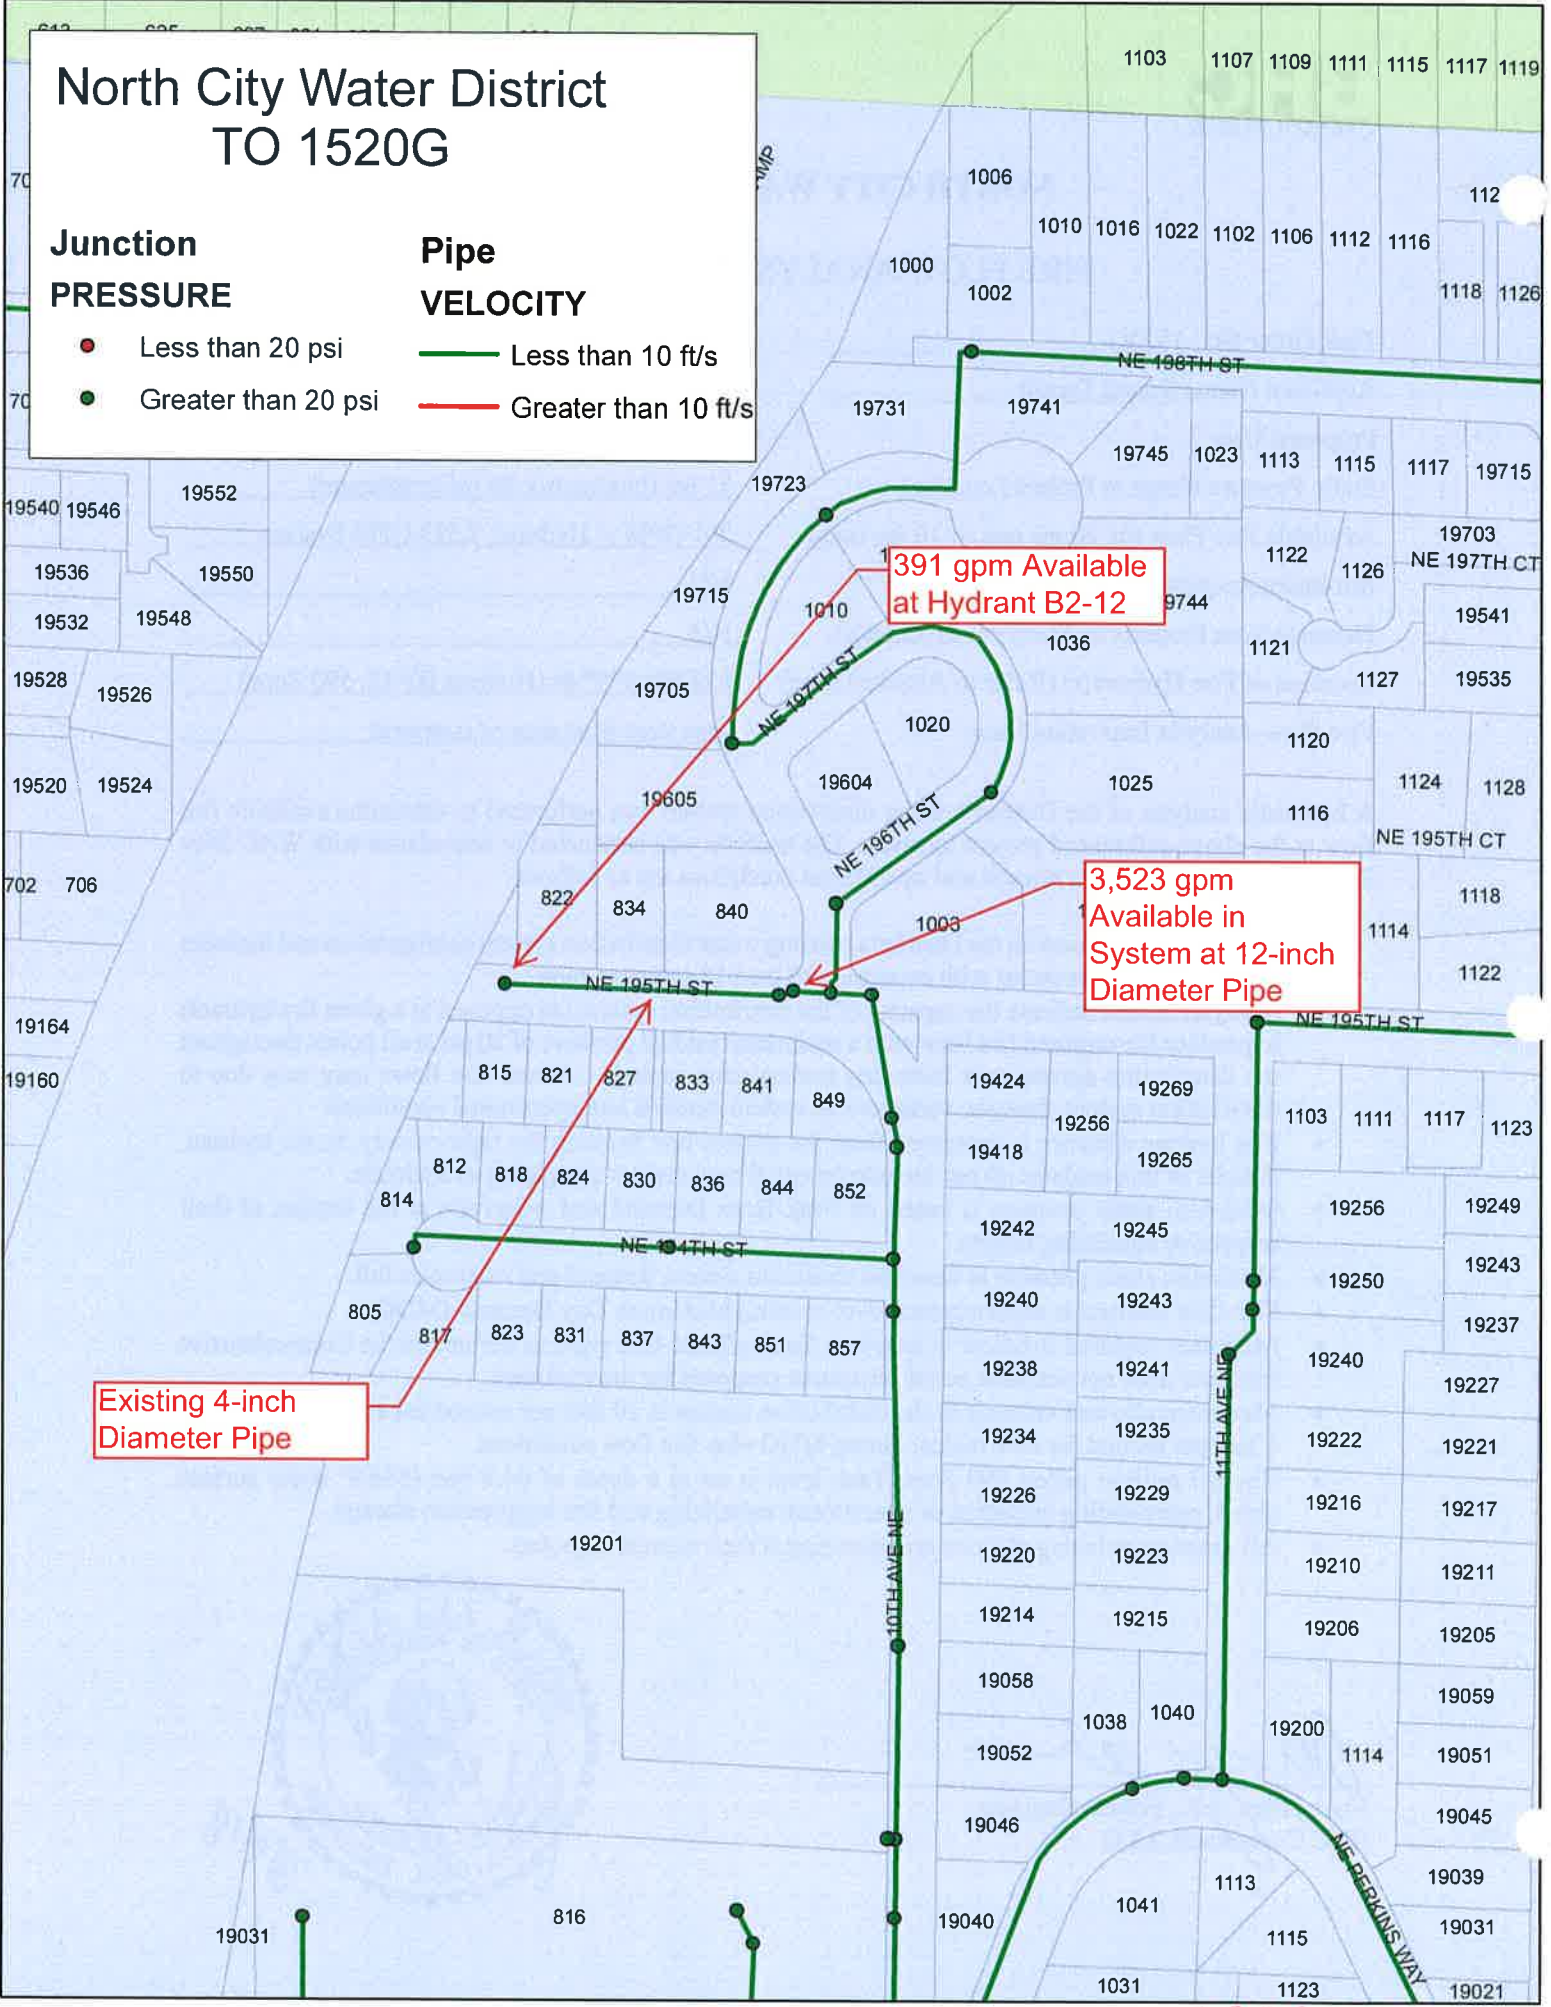 North City Water District
TO 1520G
Junction
PRESSURE
Less than 20 psi
Greater than 20 psi
Pipe
VELOCITY
Less than 10 ft/s
Greater than 10 ft/s
1103 1107 1109 1111 1115 1117 1119
1006
1010 1016 1022 1102 1106 1112 1116
1000
1002
1118 1126
NE 198TH ST
19731 19741
19745 1023 1113 1115 1117 19715
19723
19552
19540 19546
19703
NE 197TH CT
1122
1126
391 gpm Available
at Hydrant B2-12
19536 19550
19715
1010
19541
19532 19548
1036
1121
NE 197TH ST
19528 19526
19705
1127 19535
1020
1120
19520 19524
19605
19604
1025
1124 1128
1116
NE 196TH ST
NE 195TH CT
702 706
822 834 840
1003
3,523 gpm
Available in
System at 12-inch
Diameter Pipe
1118
1114
1122
NE 195TH ST
NE 195TH ST
19164
19160
815 821 827 833 841 849
19424 19269
19256
1103 1111 1117 1123
19418 19265
812 818 824 830 836 844 852
814
19256 19249
19242 19245
NE 194TH ST
19250 19243
805
19240 19243
19237
817 823 831 837 843 851 857
19238 19241
19240
19227
11TH AVE NE
Existing 4-inch
Diameter Pipe
19234 19235
19222 19221
19226 19229
19216 19217
19201
10TH AVE NE
19220 19223
19210 19211
19214 19215
19206 19205
19058
1038 1040
19200
19059
19052
1114 19051
19046
19045
NE PERKINS WAY
19039
1113
1041
19031 816
19040
1115
19031
1031 1123 19021